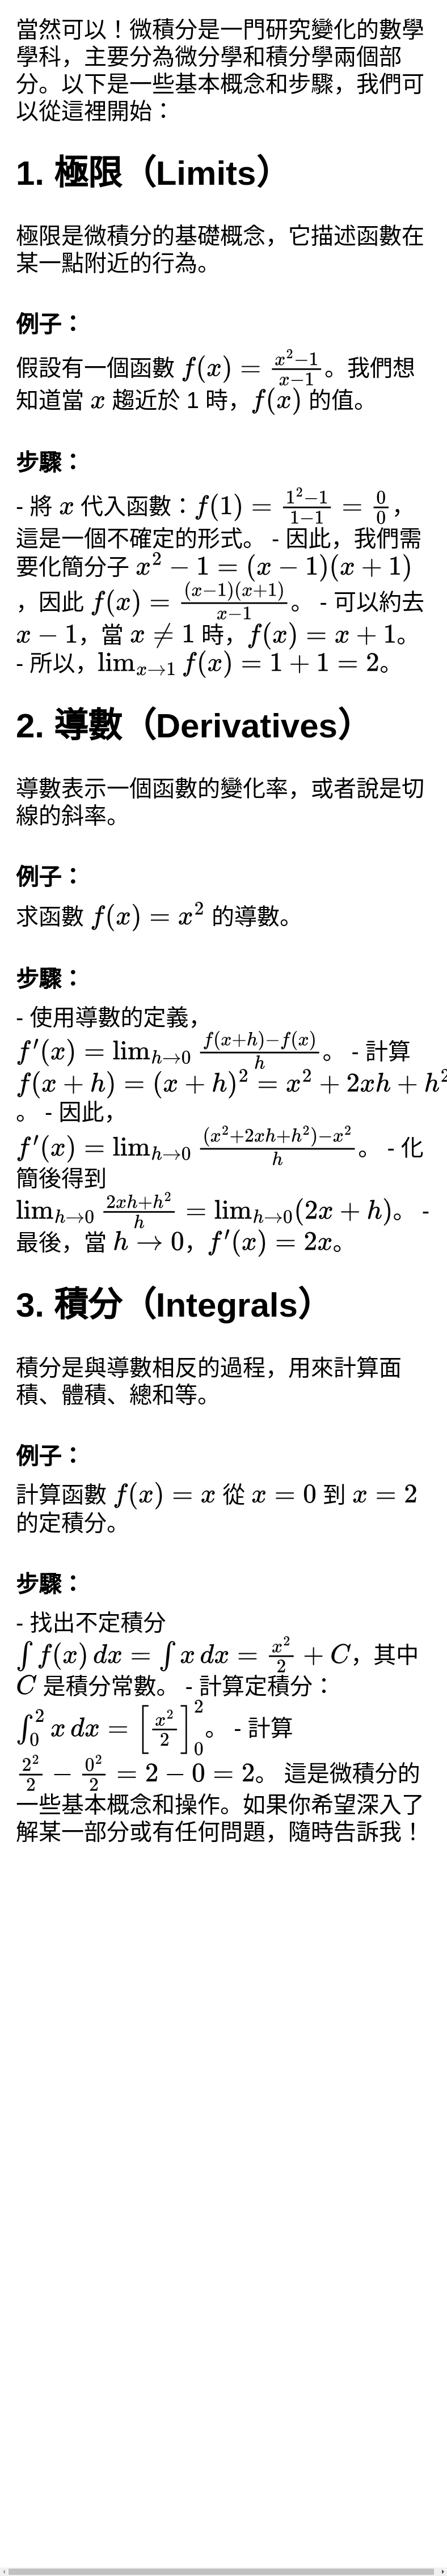 當然可以！微積分是一門研究變化的數學
學科，主要分為微分學和積分學兩個部
分。以下是一些基本概念和步驟，我們可
以從這裡開始：
1. 極限（Limits）
極限是微積分的基礎概念，它描述函數在
某一點附近的行為。
例子：
假設有一個函數 $f(x) = \frac{x^2-1}{x-1}$。我們想
知道當 $x$ 趨近於 1 時，$f(x)$ 的值。
步驟：
- 將 $x$ 代入函數：$f(1) = \frac{1^2-1}{1-1} = \frac{0}{0}$，
這是一個不確定的形式。 - 因此，我們需
要化簡分子 $x^2 - 1 = (x - 1)(x + 1)$
，因此 $f(x) = \frac{(x-1)(x+1)}{x-1}$。 - 可以約去
$x - 1$，當 $x \neq 1$ 時，$f(x) = x + 1$。
- 所以，$\lim_{x \to 1} f(x) = 1 + 1 = 2$。
2. 導數（Derivatives）
導數表示一個函數的變化率，或者說是切
線的斜率。
例子：
求函數 $f(x) = x^2$ 的導數。
步驟：
- 使用導數的定義，
$f'(x) = \lim_{h \to 0} \frac{f(x+h)-f(x)}{h}$。 - 計算
$f(x + h) = (x + h)^2 = x^2 + 2xh + h^2$
。 - 因此，
$f'(x) = \lim_{h \to 0} \frac{(x^2+2xh+h^2)-x^2}{h}$。 - 化
簡後得到
$\lim_{h \to 0} \frac{2xh+h^2}{h} = \lim_{h \to 0}(2x + h)$。 -
最後，當 $h \to 0$，$f'(x) = 2x$。
3. 積分（Integrals）
積分是與導數相反的過程，用來計算面
積、體積、總和等。
例子：
計算函數 $f(x) = x$ 從 $x = 0$ 到 $x = 2$
的定積分。
步驟：
- 找出不定積分
$\int f(x)\,dx = \int x\,dx = \frac{x^2}{2} + C$，其中
$C$ 是積分常數。 - 計算定積分：
$\int_0^2 x\,dx = \left[\frac{x^2}{2}\right]_0^2$。 - 計算
$\frac{2^2}{2} - \frac{0^2}{2} = 2 - 0 = 2$。 這是微積分的
一些基本概念和操作。如果你希望深入了
解某一部分或有任何問題，隨時告訴我！